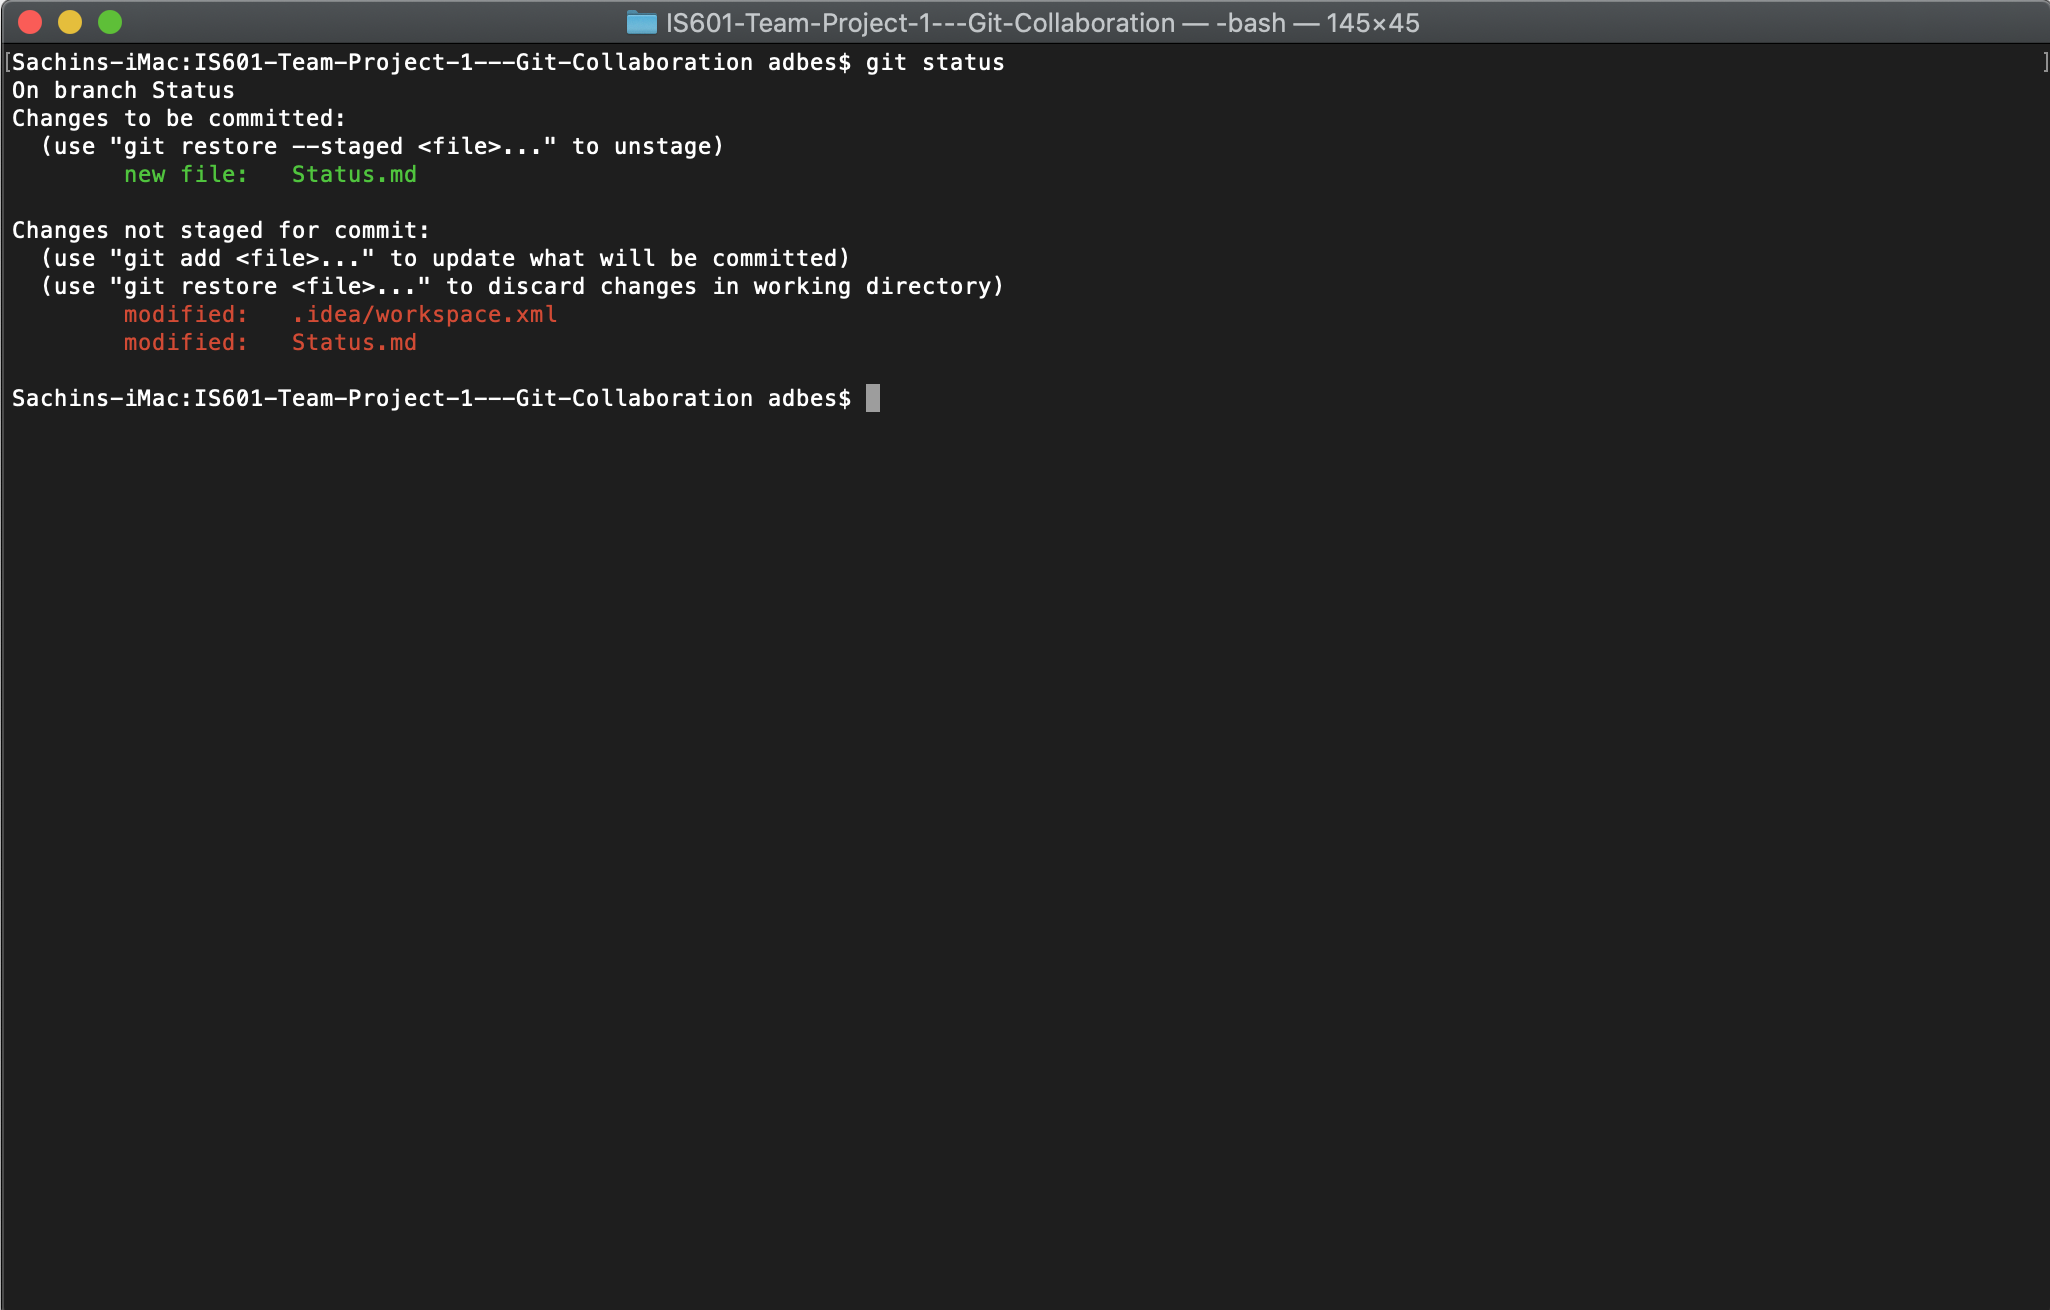 IS601-Team-Project-1---Git-Collaboration — -bash — 145×45
[Sachins-iMac:IS601-Team-Project-1---Git-Collaboration adbes$ git status ]
On branch Status
Changes to be committed:
  (use "git restore --staged <file>..." to unstage)
        new file:   Status.md

Changes not staged for commit:
  (use "git add <file>..." to update what will be committed)
  (use "git restore <file>..." to discard changes in working directory)
        modified:   .idea/workspace.xml
        modified:   Status.md

Sachins-iMac:IS601-Team-Project-1---Git-Collaboration adbes$